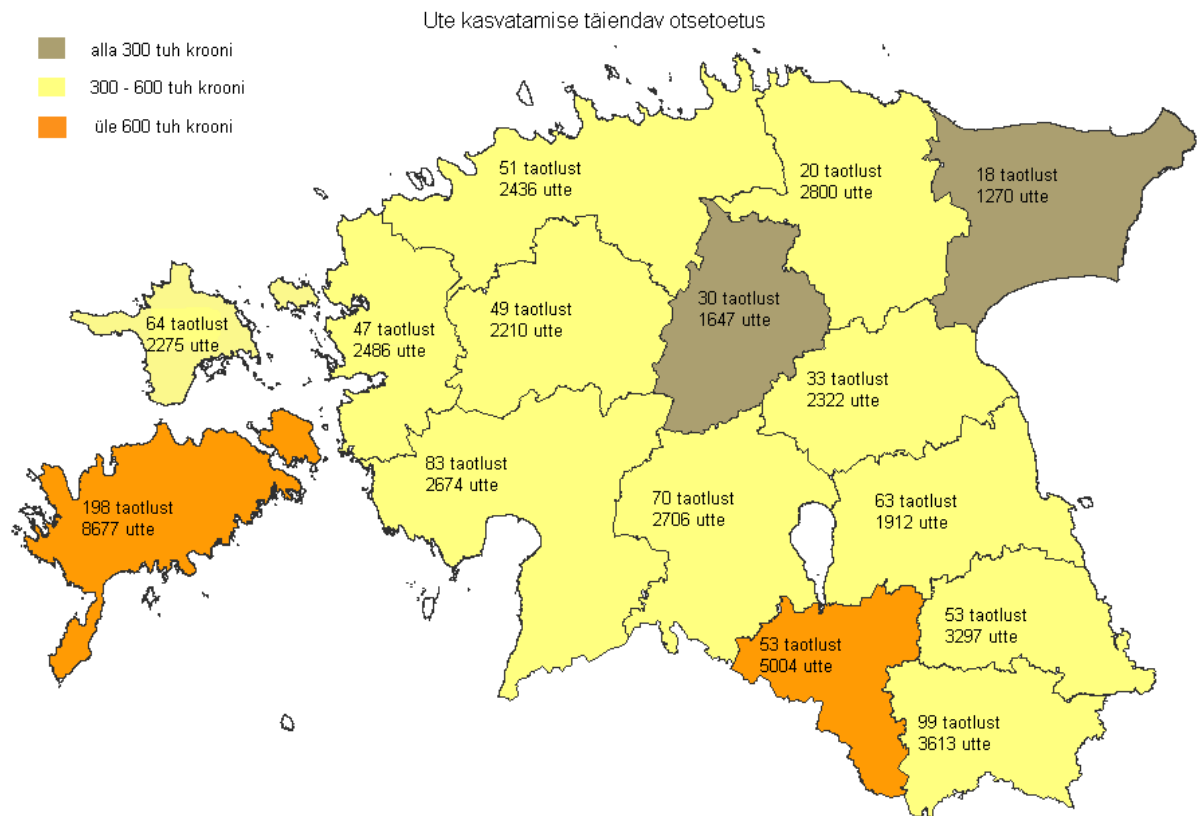 Ute kasvatamise täiendav otsetoetus
alla 300 tuh krooni
300 - 600 tuh krooni
üle 600 tuh krooni
51 taotlust
2436 utte
20 taotlust
2800 utte
18 taotlust
1270 utte
64 taotlust
2275 utte
47 taotlust
2486 utte
49 taotlust
2210 utte
30 taotlust
1647 utte
33 taotlust
2322 utte
198 taotlust
8677 utte
83 taotlust
2674 utte
70 taotlust
2706 utte
63 taotlust
1912 utte
53 taotlust
5004 utte
53 taotlust
3297 utte
99 taotlust
3613 utte